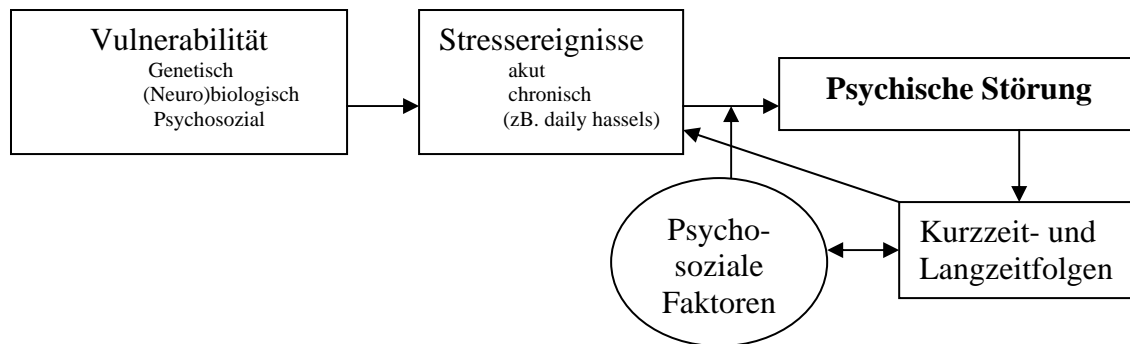 Vulnerabilität
Genetisch
(Neuro)biologisch
Psychosozial
Stressereignisse
akut
chronisch
(zB. daily hassels)
Psychische Störung
Psycho-
soziale
Faktoren
Kurzzeit- und
Langzeitfolgen